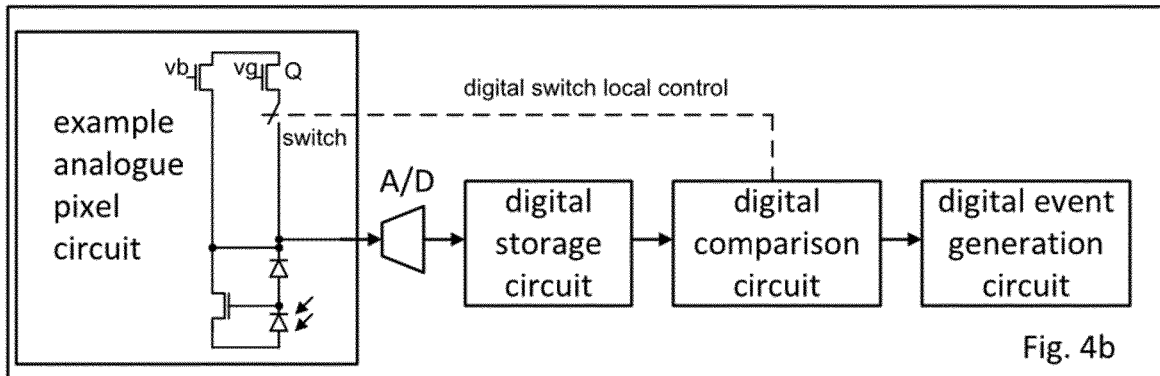 vb
vg
Q
digital switch local control
switch
example
analogue
pixel
circuit
A/D
digital
storage
circuit
digital
comparison
circuit
digital event
generation
circuit
Fig. 4b